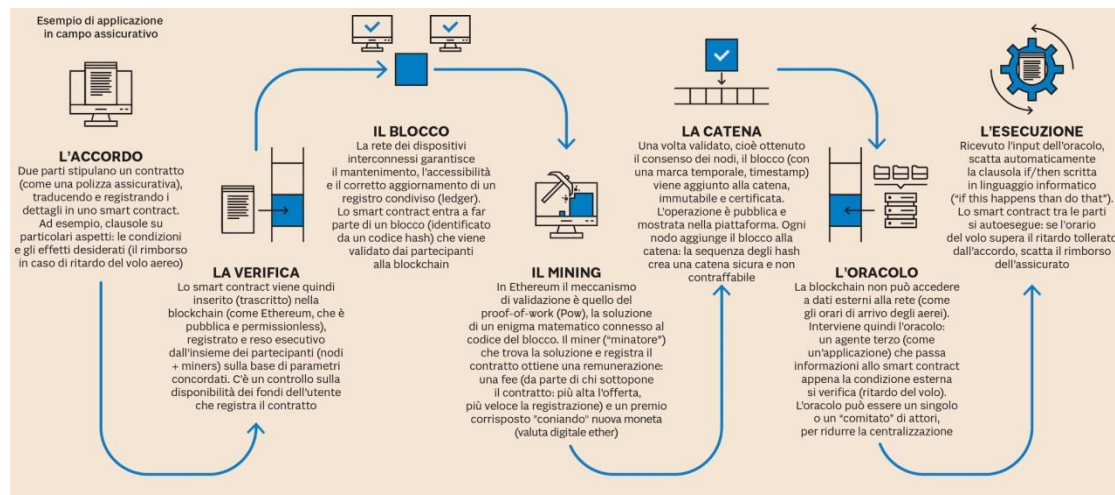 Esempio di applicazione
in campo assicurativo
L'ACCORDO
Due parti stipulano un contratto
(come una polizza assicurativa),
traducendo e registrando i
dettagli in uno smart contract.
Ad esempio, clausole su
particolari aspetti: le condizioni
e gli effetti desiderati (il rimborso
in caso di ritardo del volo aereo)
LA VERIFICA
Lo smart contract viene quindi
inserito (trascritto) nella
blockchain (come Ethereum, che è
pubblica e permissionless),
registrato e reso esecutivo
dall'insieme dei partecipanti (nodi
+ miners) sulla base di parametri
concordati. C'è un controllo sulla
disponibilità dei fondi dell'utente
che registra il contratto
IL BLOCCO
La rete dei dispositivi
interconnessi garantisce
il mantenimento, l'accessibilità
e il corretto aggiornamento di un
registro condiviso (ledger).
Lo smart contract entra a far
parte di un blocco (identificato
da un codice hash) che viene
validato dai partecipanti
alla blockchain
IL MINING
In Ethereum il meccanismo
di validazione è quello del
proof-of-work (Pow), la soluzione
di un enigma matematico connesso al
codice del blocco. Il miner ("minatore")
che trova la soluzione e registra il
contratto ottiene una remunerazione:
una fee (da parte di chi sottopone
il contratto: più alta l'offerta,
più veloce la registrazione) e un premio
corrisposto "coniando" nuova moneta
(valuta digitale ether)
LA CATENA
Una volta validato, cioè ottenuto
il consenso dei nodi, il blocco (con
una marca temporale, timestamp)
viene aggiunto alla catena,
immutabile e certificata.
L'operazione è pubblica e
mostrata nella piattaforma. Ogni
nodo aggiunge il blocco alla
catena: la sequenza degli hash
crea una catena sicura e non
contraffabile
L'ORACOLO
La blockchain non può accedere
a dati esterni alla rete (come
gli orari di arrivo degli aerei).
Interviene quindi l'oracolo:
un agente terzo (come
un'applicazione) che passa
informazioni allo smart contract
appena la condizione esterna
si verifica (ritardo del volo).
L'oracolo può essere un singolo
o un "comitato" di attori,
per ridurre la centralizzazione
L'ESECUZIONE
Ricevuto l'input dell'oracolo,
scatta automaticamente
la clausola if/then scritta
in linguaggio informatico
("if this happens than do that").
Lo smart contract tra le parti
si autoesegue: se l'orario
del volo supera il ritardo tollerato
dall'accordo, scatta il rimborso
dell'assicurato